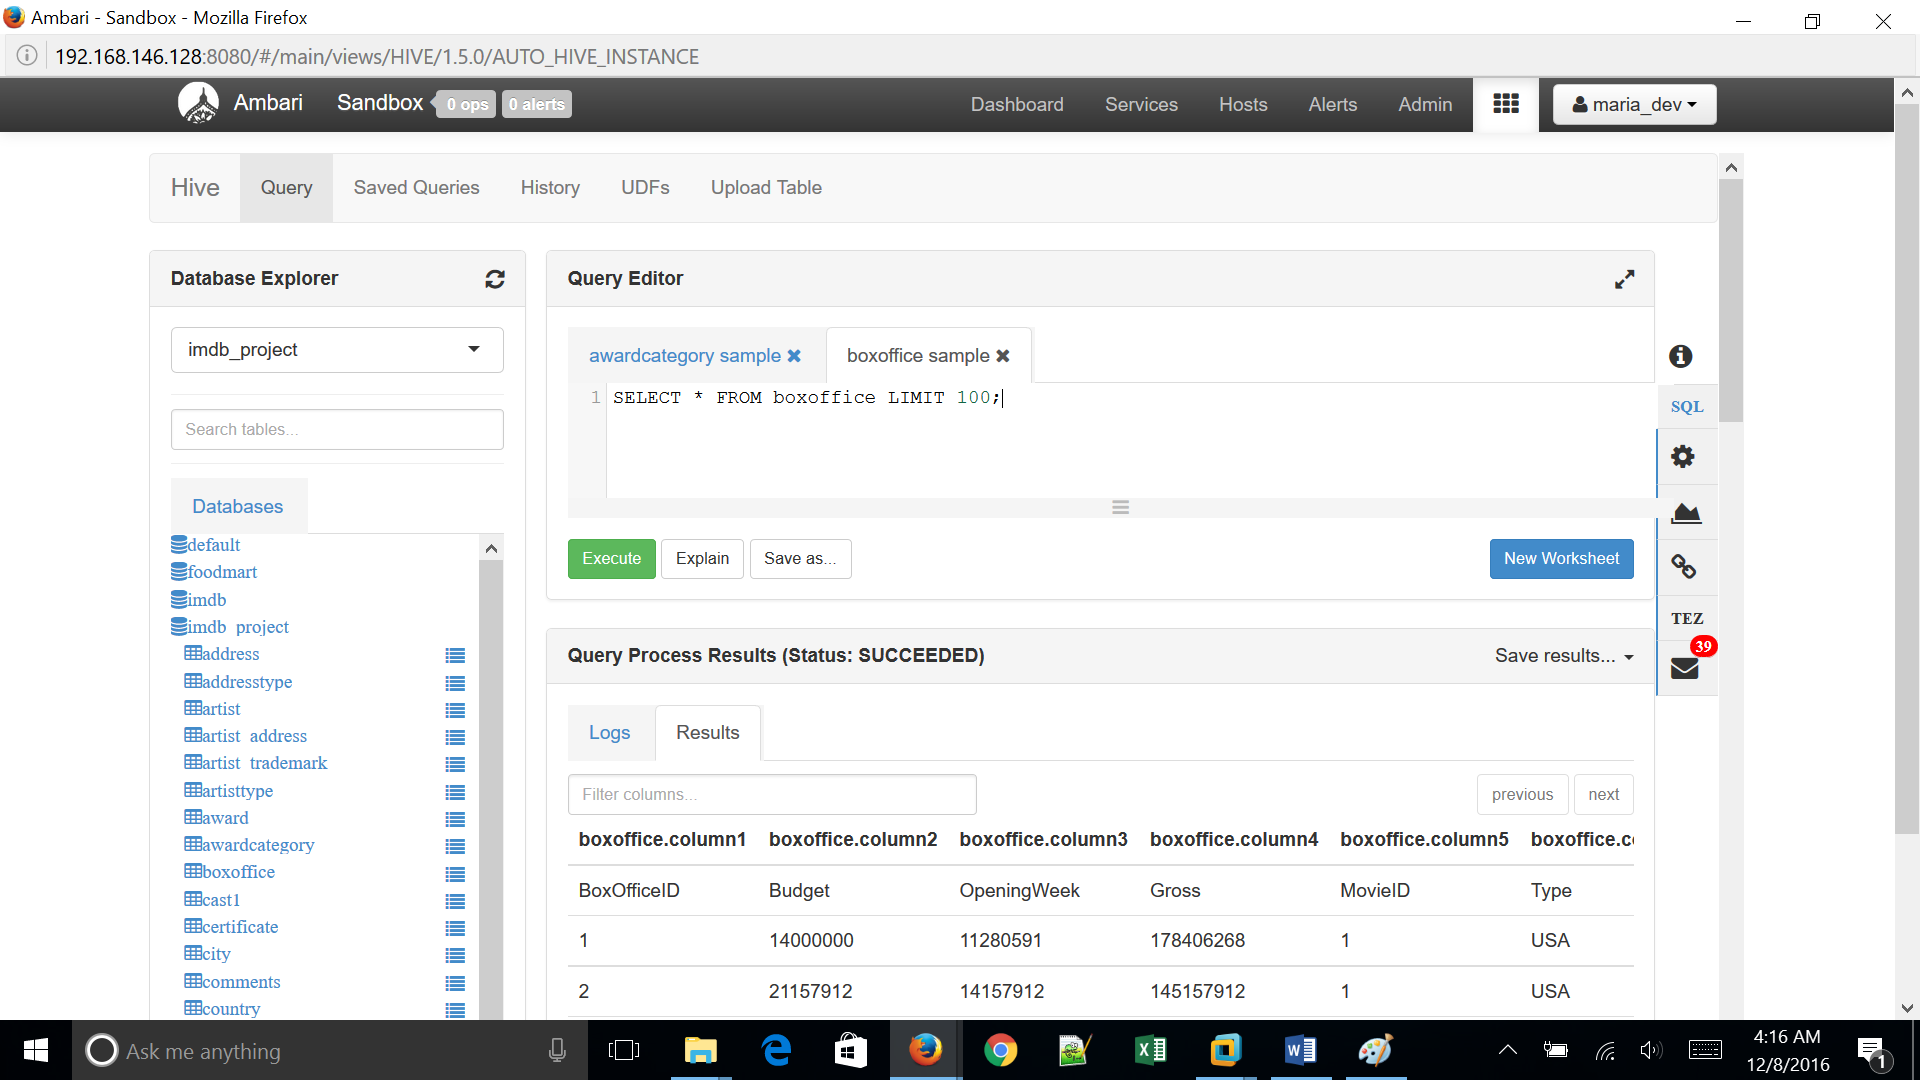 Ambari - Sandbox - Mozilla Firefox
192.168.146.128:8080/#/main/views/HIVE/1.5.0/AUTO_HIVE_INSTANCE
Ambari Sandbox 0 ops 0 alerts Dashboard Services Hosts Alerts Admin maria_dev
Hive Query Saved Queries History UDFs Upload Table
Database Explorer
imdb_project
Search tables...
Databases
default
foodmart
imdb
imdb_project
address
addresstype
artist
artist_address
artist_trademark
artisttype
award
awardcategory
boxoffice
cast1
certificate
city
comments
country
Query Editor
awardcategory sample boxoffice sample
1 SELECT * FROM boxoffice LIMIT 100;
Execute Explain Save as... New Worksheet
SQL
TEZ
39
Query Process Results (Status: SUCCEEDED) Save results...
Logs Results
Filter columns... previous next
boxoffice.column1 boxoffice.column2 boxoffice.column3 boxoffice.column4 boxoffice.column5 boxoffice.c
BoxOfficeID Budget OpeningWeek Gross MovieID Type
1 14000000 11280591 178406268 1 USA
2 21157912 14157912 145157912 1 USA
Ask me anything
4:16 AM
12/8/2016
1